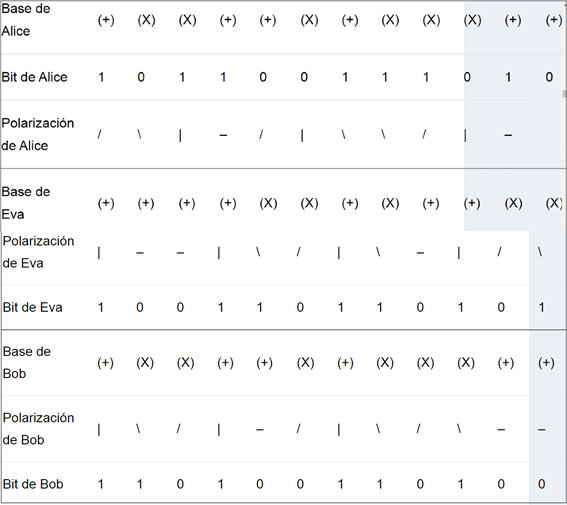 Base de
Alice (+) (X) (X) (+) (+) (X) (+) (X) (X) (X) (+) (+)
Bit de Alice 1 0 1 1 0 0 1 1 1 0 1 0
Polarización
de Alice / \ | – / | \ \ / | –
Base de
Eva (+) (+) (+) (+) (X) (X) (+) (X) (+) (+) (X) (X)
Polarización
de Eva | – – | \ / | \ – | / \
Bit de Eva 1 0 0 1 1 0 1 1 0 1 0 1
Base de
Bob (+) (X) (X) (+) (+) (X) (+) (X) (X) (X) (+) (+)
Polarización
de Bob | \ / | – / | \ / \ – –
Bit de Bob 1 1 0 1 0 0 1 1 0 1 0 0